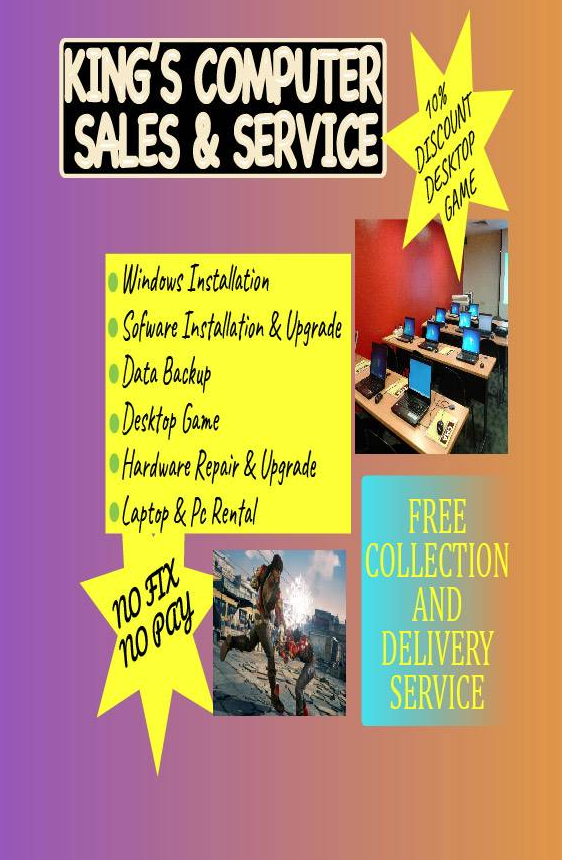 KING'S COMPUTER
SALES & SERVICE
10%
DISCOUNT
DESKTOP
GAME
Windows Installation
Sofware Installation & Upgrade
Data Backup
Desktop Game
Hardware Repair & Upgrade
Laptop & Pc Rental
NO FIX
NO PAY
FREE
COLLECTION
AND
DELIVERY
SERVICE